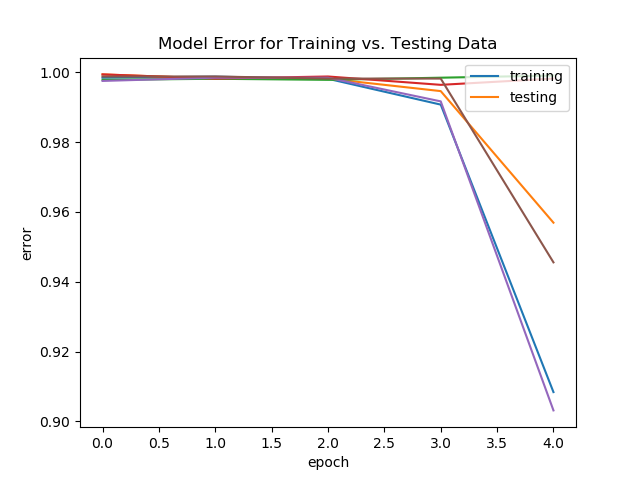 Model Error for Training vs. Testing Data
1.00
0.98
0.96
0.94
0.92
0.90
error
training
testing
0.0 0.5 1.0 1.5 2.0 2.5 3.0 3.5 4.0
epoch